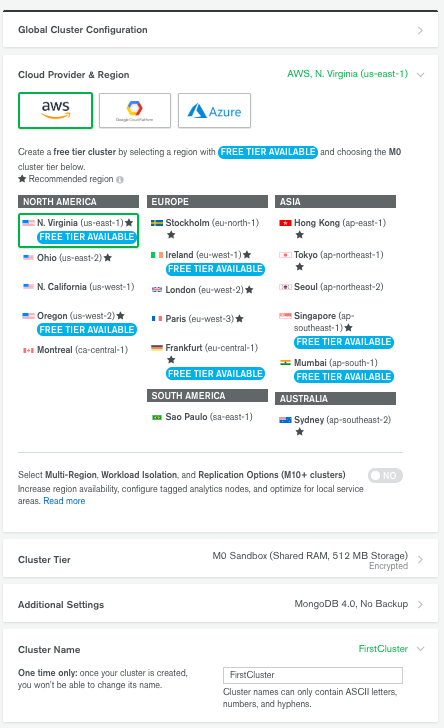 Global Cluster Configuration
Cloud Provider & Region
AWS, N. Virginia (us-east-1)
aws
Google Cloud Platform
Azure
Create a free tier cluster by selecting a region with FREE TIER AVAILABLE and choosing the M0
cluster tier below.
★ Recommended region
NORTH AMERICA
N. Virginia (us-east-1) ★
FREE TIER AVAILABLE
Ohio (us-east-2) ★
N. California (us-west-1)
Oregon (us-west-2) ★
FREE TIER AVAILABLE
Montreal (ca-central-1)
EUROPE
Stockholm (eu-north-1)
★
Ireland (eu-west-1) ★
FREE TIER AVAILABLE
London (eu-west-2) ★
Paris (eu-west-3) ★
Frankfurt (eu-central-1)
★
FREE TIER AVAILABLE
SOUTH AMERICA
Sao Paulo (sa-east-1)
ASIA
Hong Kong (ap-east-1)
★
Tokyo (ap-northeast-1)
★
Seoul (ap-northeast-2)
Singapore (ap-
southeast-1) ★
FREE TIER AVAILABLE
Mumbai (ap-south-1)
FREE TIER AVAILABLE
AUSTRALIA
Sydney (ap-southeast-2)
★
Select Multi-Region, Workload Isolation, and Replication Options (M10+ clusters)
NO
Increase region availability, configure tagged analytics nodes, and optimize for local service
areas. Read more
Cluster Tier
M0 Sandbox (Shared RAM, 512 MB Storage)
Encrypted
Additional Settings
MongoDB 4.0, No Backup
Cluster Name
FirstCluster
One time only: once your cluster is created,
you won't be able to change its name.
FirstCluster
Cluster names can only contain ASCII letters,
numbers, and hyphens.